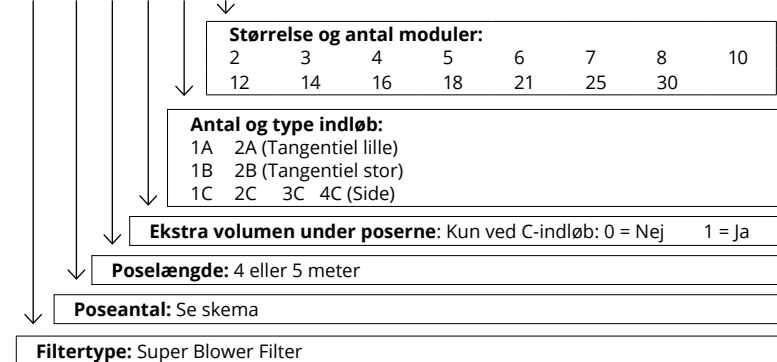 Størrelse og antal moduler:
2 3 4 5 6 7 8 10
12 14 16 18 21 25 30
Antal og type indløb:
1A 2A (Tangentiel lille)
1B 2B (Tangentiel stor)
1C 2C 3C 4C (Side)
Ekstra volumen under poserne: Kun ved C-indløb: 0 = Nej 1 = Ja
Poselængde: 4 eller 5 meter
Poseantal: Se skema
Filtertype: Super Blower Filter